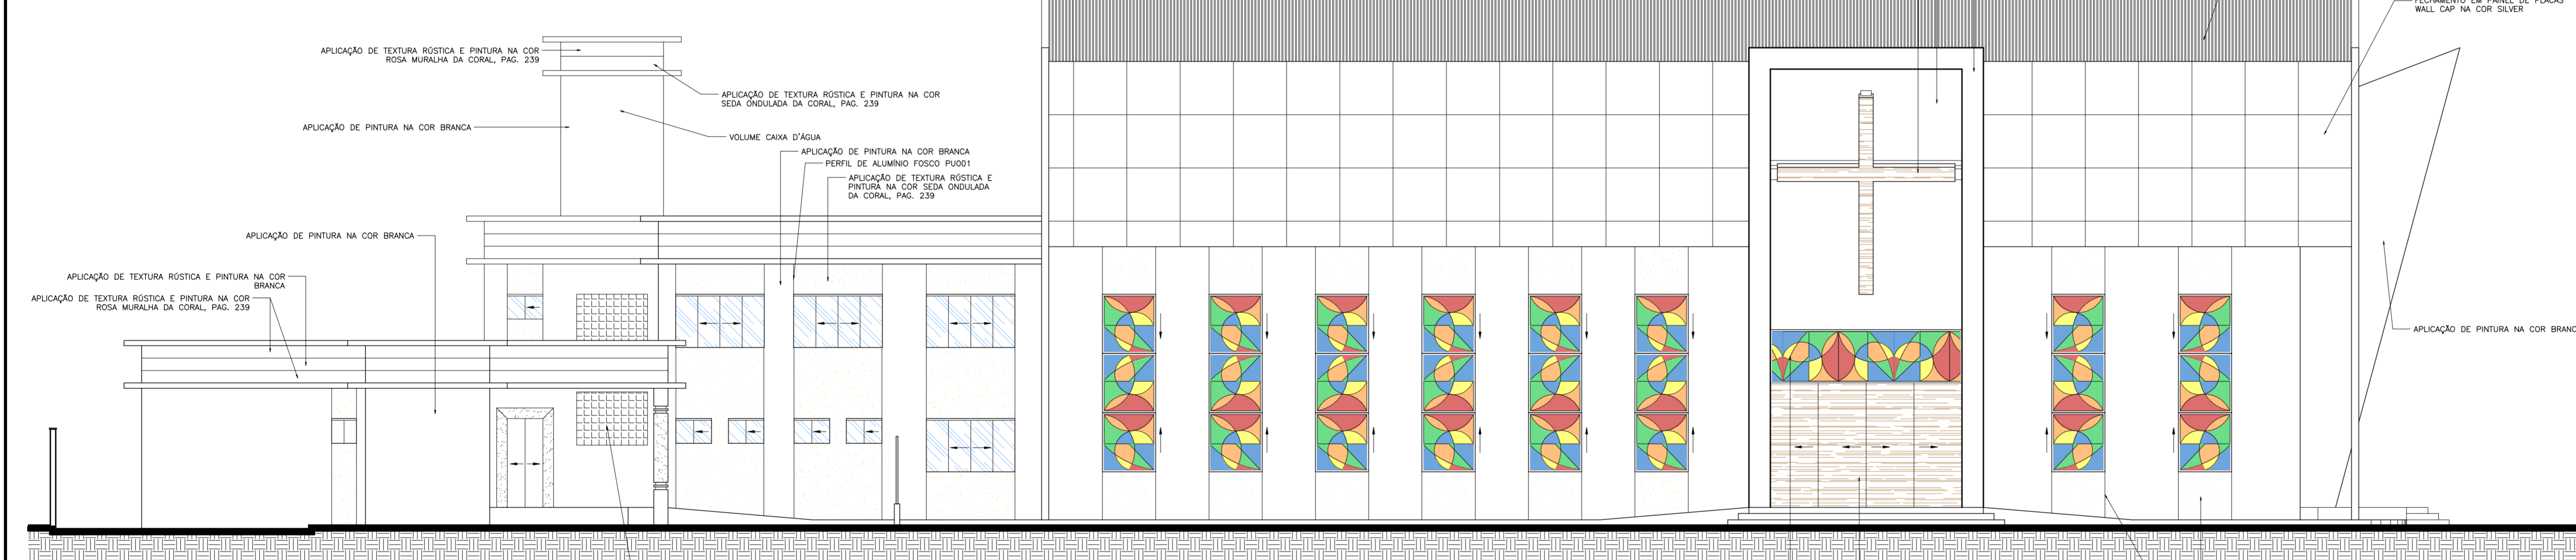 FECHAMENTO EM PAINEL DE PLACAS
WALL CAP NA COR SILVER
APLICAÇÃO DE TEXTURA RÚSTICA E PINTURA NA COR
ROSA MURALHA DA CORAL, PAG. 239
APLICAÇÃO DE TEXTURA RÚSTICA E PINTURA NA COR
SEDA ONDULADA DA CORAL, PAG. 239
APLICAÇÃO DE PINTURA NA COR BRANCA
VOLUME CAIXA D'ÁGUA
APLICAÇÃO DE PINTURA NA COR BRANCA
PERFIL DE ALUMÍNIO FOSCO PU001
APLICAÇÃO DE TEXTURA RÚSTICA E
PINTURA NA COR SEDA ONDULADA
DA CORAL, PAG. 239
APLICAÇÃO DE PINTURA NA COR BRANCA
APLICAÇÃO DE TEXTURA RÚSTICA E PINTURA NA COR
BRANCA
APLICAÇÃO DE TEXTURA RÚSTICA E PINTURA NA COR
ROSA MURALHA DA CORAL, PAG. 239
APLICAÇÃO DE PINTURA NA COR BRANC